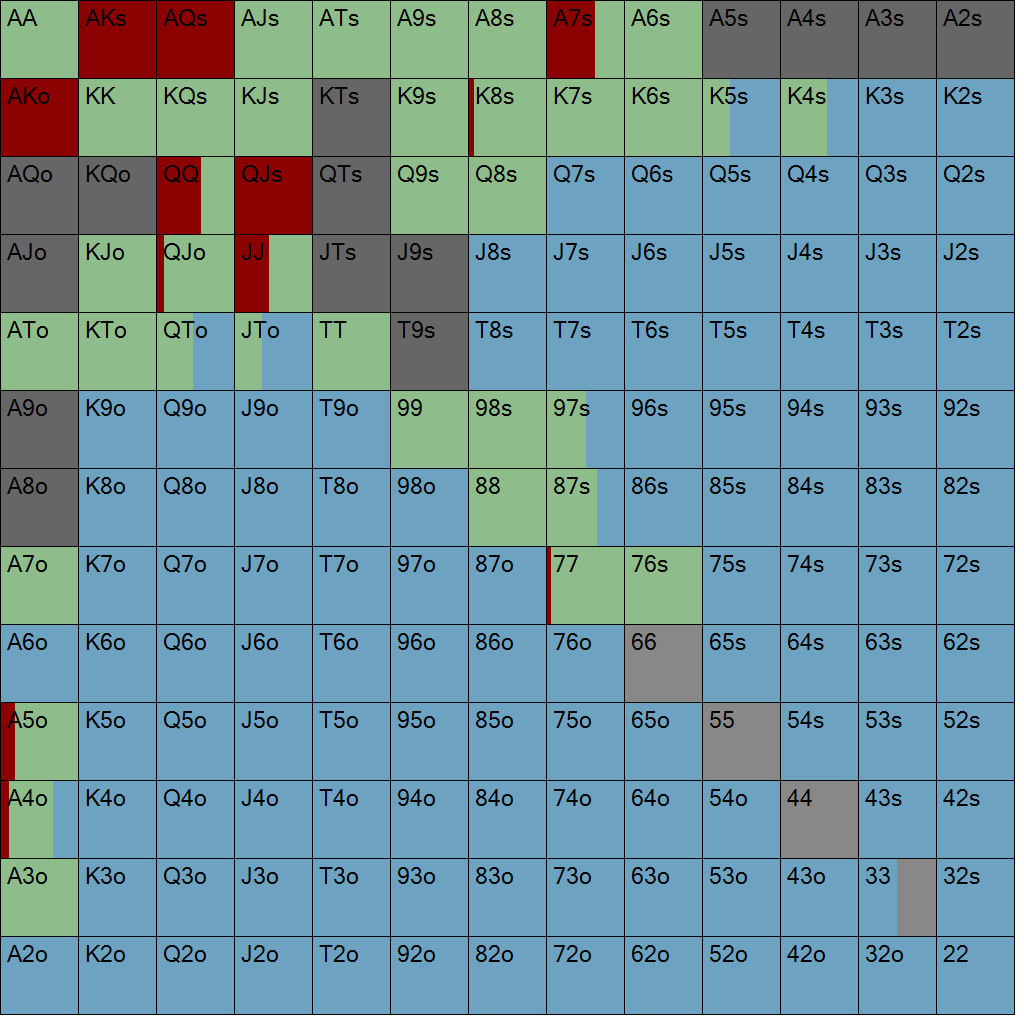 AA AKs AQs AJs ATs A9s A8s A7s A6s A5s A4s A3s A2s
AKo KK KQs KJs KTs K9s K8s K7s K6s K5s K4s K3s K2s
AQo KQo QQ QJs QTs Q9s Q8s Q7s Q6s Q5s Q4s Q3s Q2s
AJo KJo QJo JJ JTs J9s J8s J7s J6s J5s J4s J3s J2s
ATo KTo QTo JTo TT T9s T8s T7s T6s T5s T4s T3s T2s
A9o K9o Q9o J9o T9o 99 98s 97s 96s 95s 94s 93s 92s
A8o K8o Q8o J8o T8o 98o 88 87s 86s 85s 84s 83s 82s
A7o K7o Q7o J7o T7o 97o 87o 77 76s 75s 74s 73s 72s
A6o K6o Q6o J6o T6o 96o 86o 76o 66 65s 64s 63s 62s
A5o K5o Q5o J5o T5o 95o 85o 75o 65o 55 54s 53s 52s
A4o K4o Q4o J4o T4o 94o 84o 74o 64o 54o 44 43s 42s
A3o K3o Q3o J3o T3o 93o 83o 73o 63o 53o 43o 33 32s
A2o K2o Q2o J2o T2o 92o 82o 72o 62o 52o 42o 32o 22